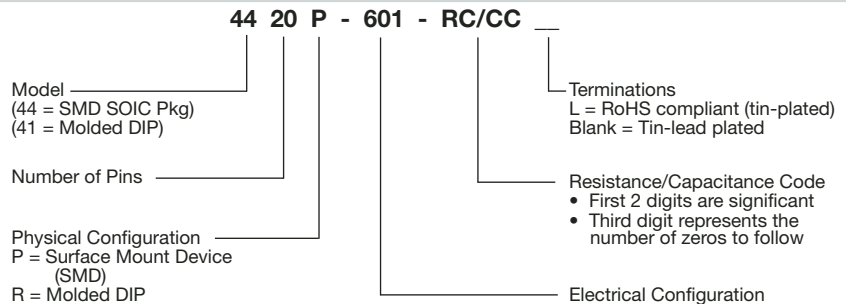 44 20 P - 601 - RC/CC __
Model
(44 = SMD SOIC Pkg)
(41 = Molded DIP)
Number of Pins
Physical Configuration
P = Surface Mount Device
(SMD)
R = Molded DIP
Terminations
L = RoHS compliant (tin-plated)
Blank = Tin-lead plated
Resistance/Capacitance Code
• First 2 digits are significant
• Third digit represents the
number of zeros to follow
Electrical Configuration